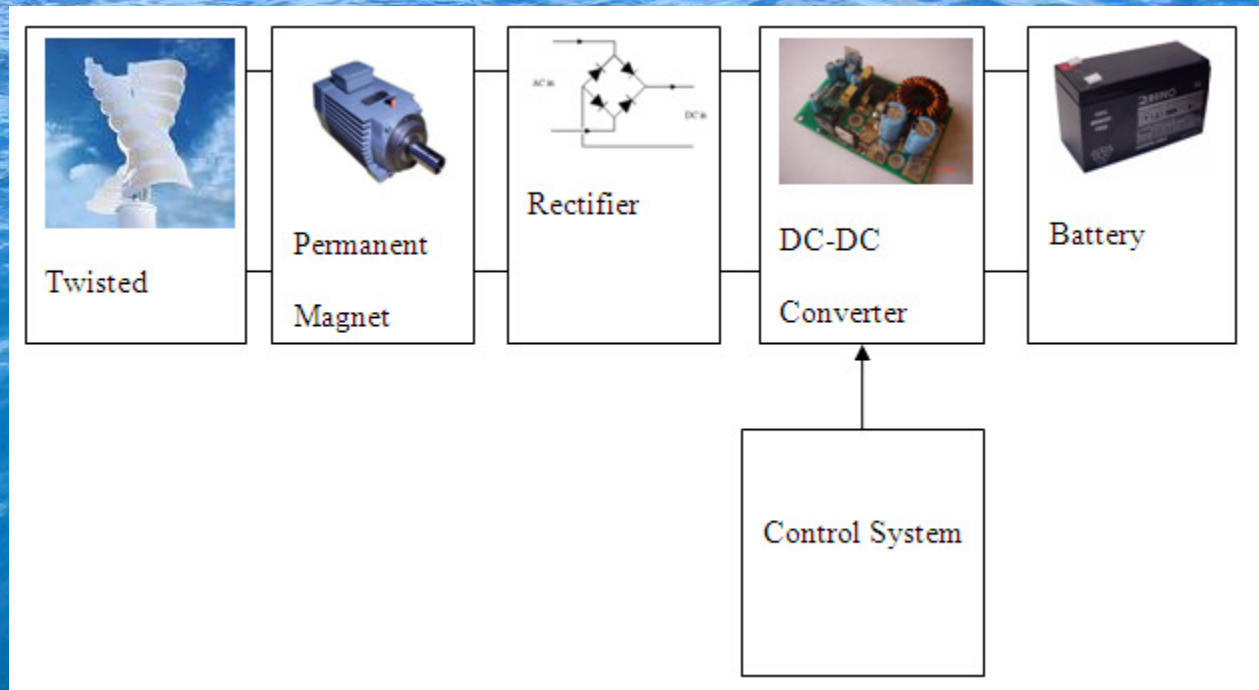 AC in
DC in
Twisted
Permanent
Magnet
Rectifier
DC-DC
Converter
Battery
Control System